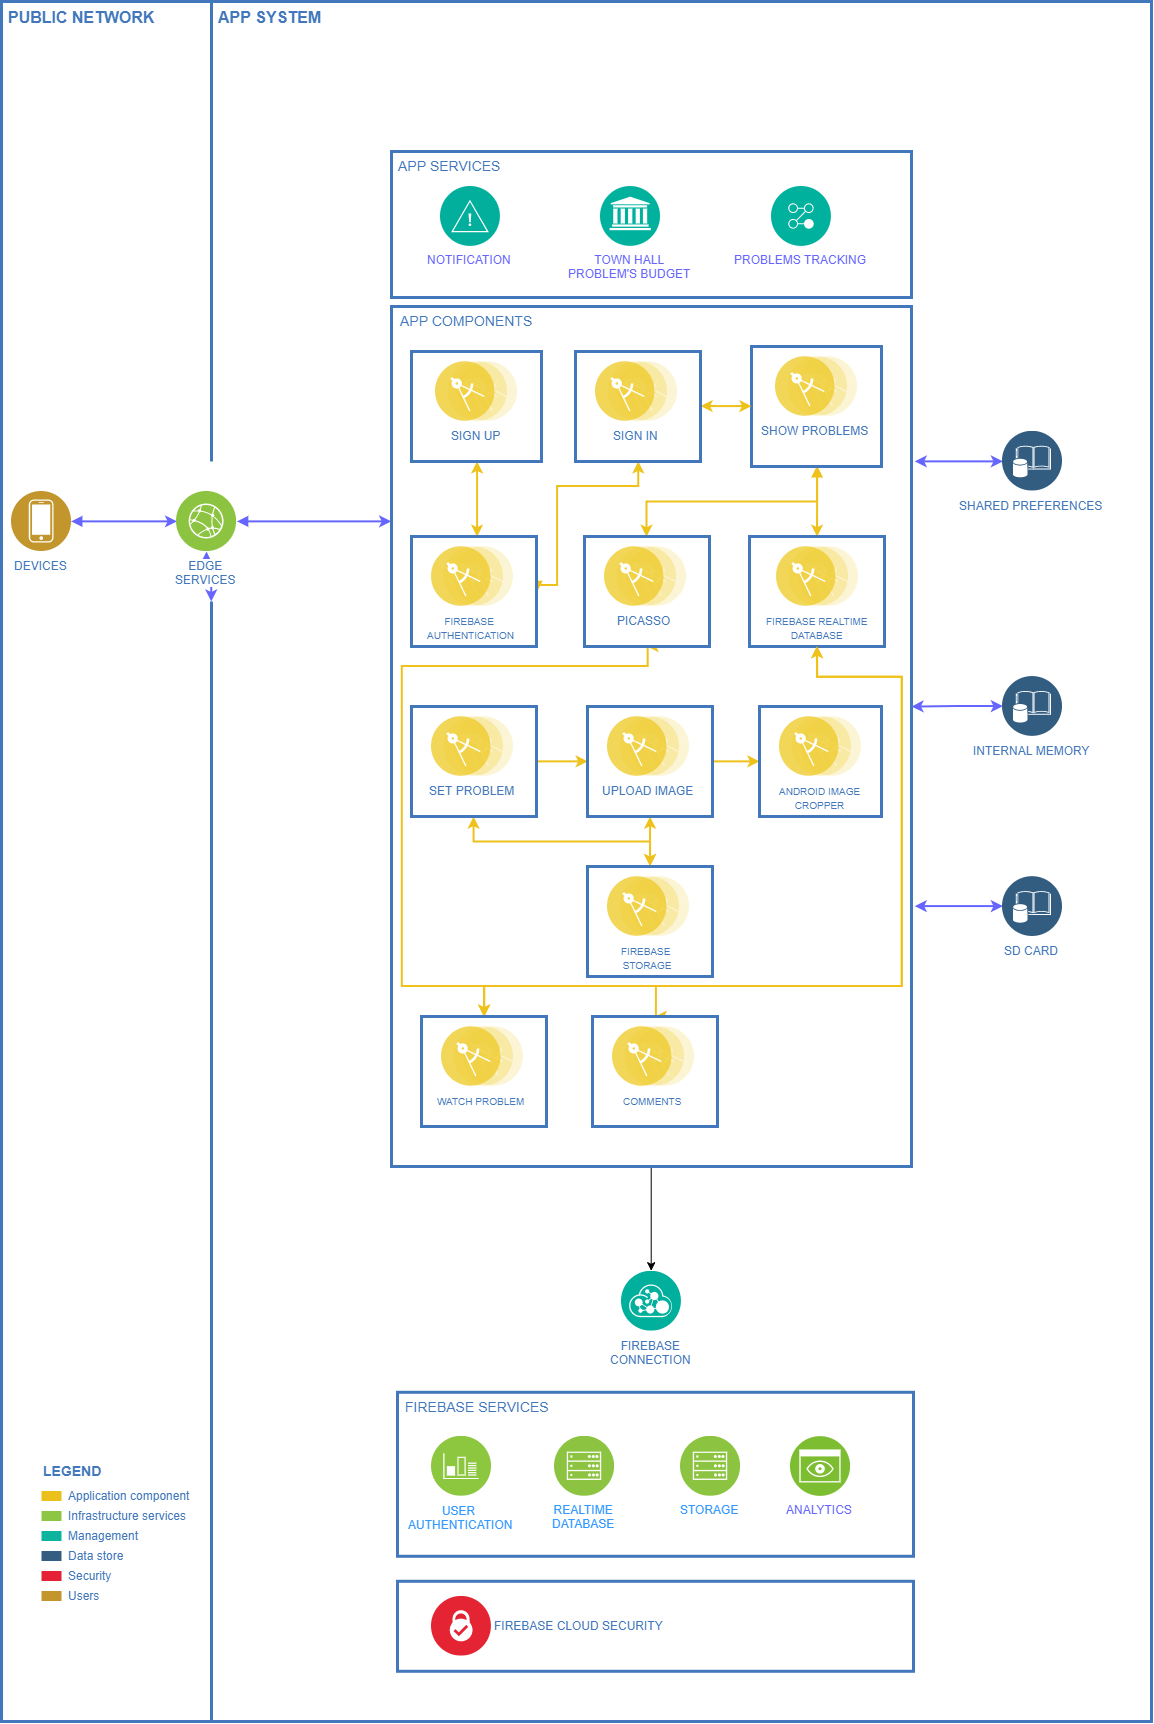 PUBLIC NETWORK
APP SYSTEM
APP SERVICES
NOTIFICATION
TOWN HALL
PROBLEM'S BUDGET
PROBLEMS TRACKING
APP COMPONENTS
SIGN UP
SIGN IN
SHOW PROBLEMS
SHARED PREFERENCES
DEVICES
EDGE
SERVICES
FIREBASE
AUTHENTICATION
PICASSO
FIREBASE REALTIME
DATABASE
INTERNAL MEMORY
SET PROBLEM
UPLOAD IMAGE
ANDROID IMAGE
CROPPER
FIREBASE
STORAGE
SD CARD
WATCH PROBLEM
COMMENTS
FIREBASE
CONNECTION
FIREBASE SERVICES
USER
AUTHENTICATION
REALTIME
DATABASE
STORAGE
ANALYTICS
LEGEND
Application component
Infrastructure services
Management
Data store
Security
Users
FIREBASE CLOUD SECURITY